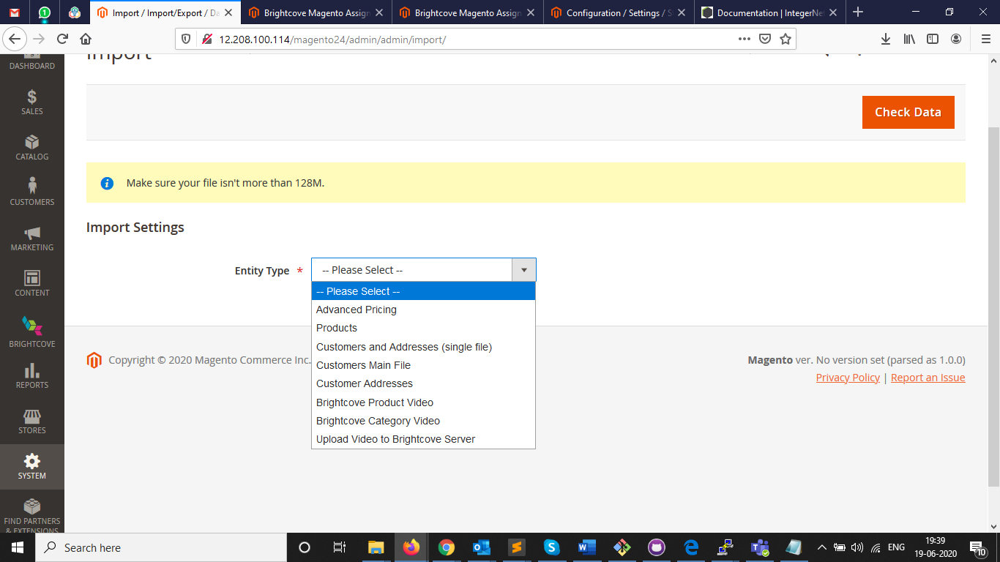 1
Import / Import/Export / Da
Brightcove Magento Assign
Brightcove Magento Assign
Configuration / Settings / S
Documentation | IntegerNe
12.208.100.114/magento24/admin/admin/import/
Import
DASHBOARD
SALES
CATALOG
CUSTOMERS
MARKETING
CONTENT
BRIGHTCOVE
REPORTS
STORES
SYSTEM
FIND PARTNERS
& EXTENSIONS
Check Data
Make sure your file isn't more than 128M.
Import Settings
Entity Type *
-- Please Select --
-- Please Select --
Advanced Pricing
Products
Customers and Addresses (single file)
Customers Main File
Customer Addresses
Brightcove Product Video
Brightcove Category Video
Upload Video to Brightcove Server
Copyright © 2020 Magento Commerce Inc.
Magento ver. No version set (parsed as 1.0.0)
Privacy Policy | Report an Issue
Search here
ENG
19:39
19-06-2020
10